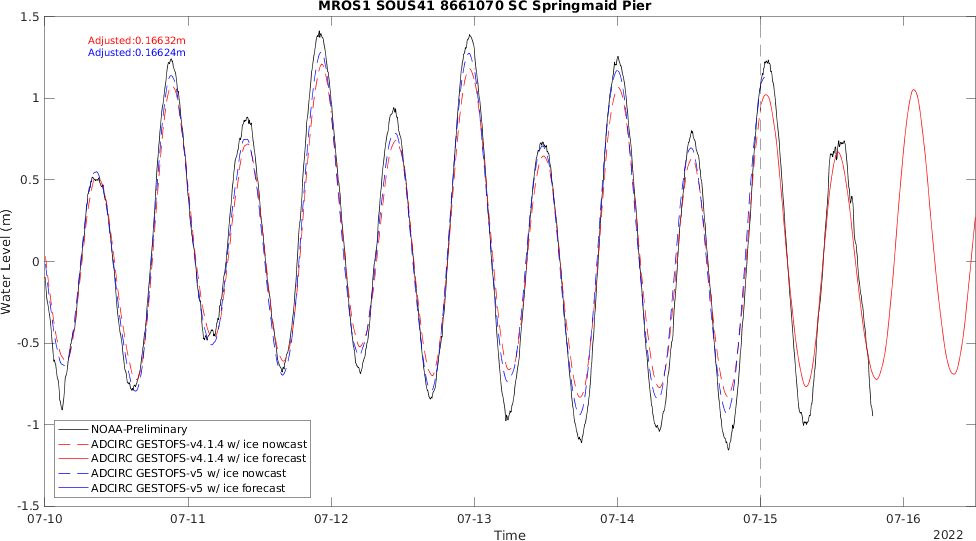 MROS1 SOUS41 8661070 SC Springmaid Pier
Adjusted:0.16632m
Adjusted:0.16624m
1.5
1
0.5
0
-0.5
-1
-1.5
Water Level (m)
NOAA-Preliminary
ADCIRC GESTOFS-v4.1.4 w/ ice nowcast
ADCIRC GESTOFS-v4.1.4 w/ ice forecast
ADCIRC GESTOFS-v5 w/ ice nowcast
ADCIRC GESTOFS-v5 w/ ice forecast
07-10 07-11 07-12 07-13 07-14 07-15 07-16
Time
2022